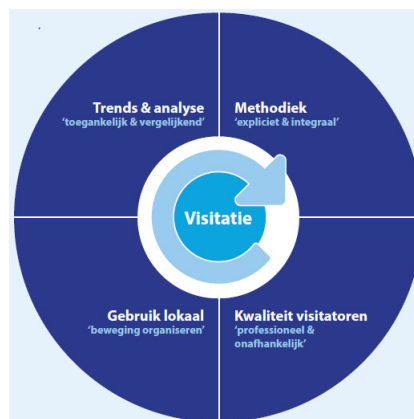 Trends & analyse
‘toegankelijk & vergelijkend’
Methodiek
‘expliciet & integraal’
Visitatie
Gebruik lokaal
‘beweging organiseren’
Kwaliteit visitatoren
‘professioneel &
onafhankelijk’